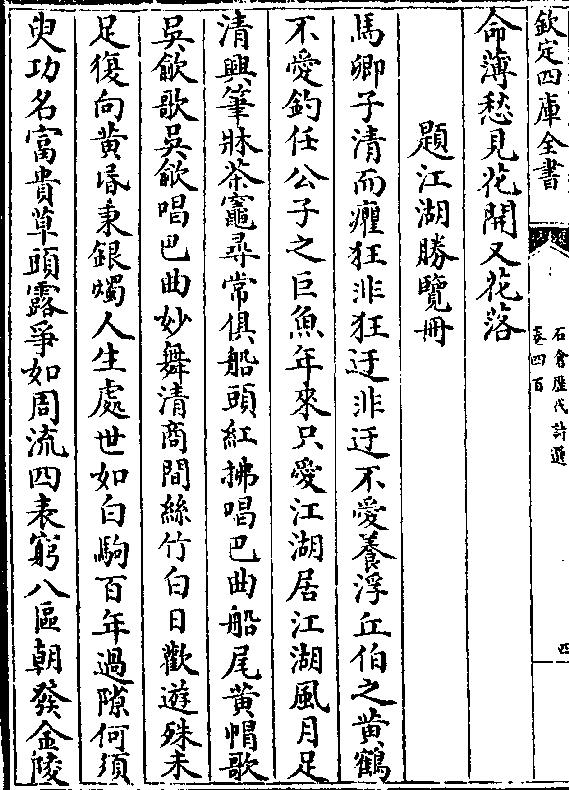 欽定四庫全書
石倉歷代詩選
卷四百
四
命薄愁見花開又花落
題江湖勝覽冊
馬卿子清而癯狂非狂迂非迂不愛養浮丘伯之黄鶴
不愛釣任公子之巨魚年來只愛江湖居江湖風月足
清興筆牀茶竈尋常俱船頭紅拂唱巴曲船尾黄帽歌
吳歈歌吳歈唱巴曲妙舞清商間絲竹白日歡遊殊未
足復向黄昏秉銀燭人生處世如白駒百年過隙何須
臾功名富貴草頭露爭如周流四表窮八區朝發金陵